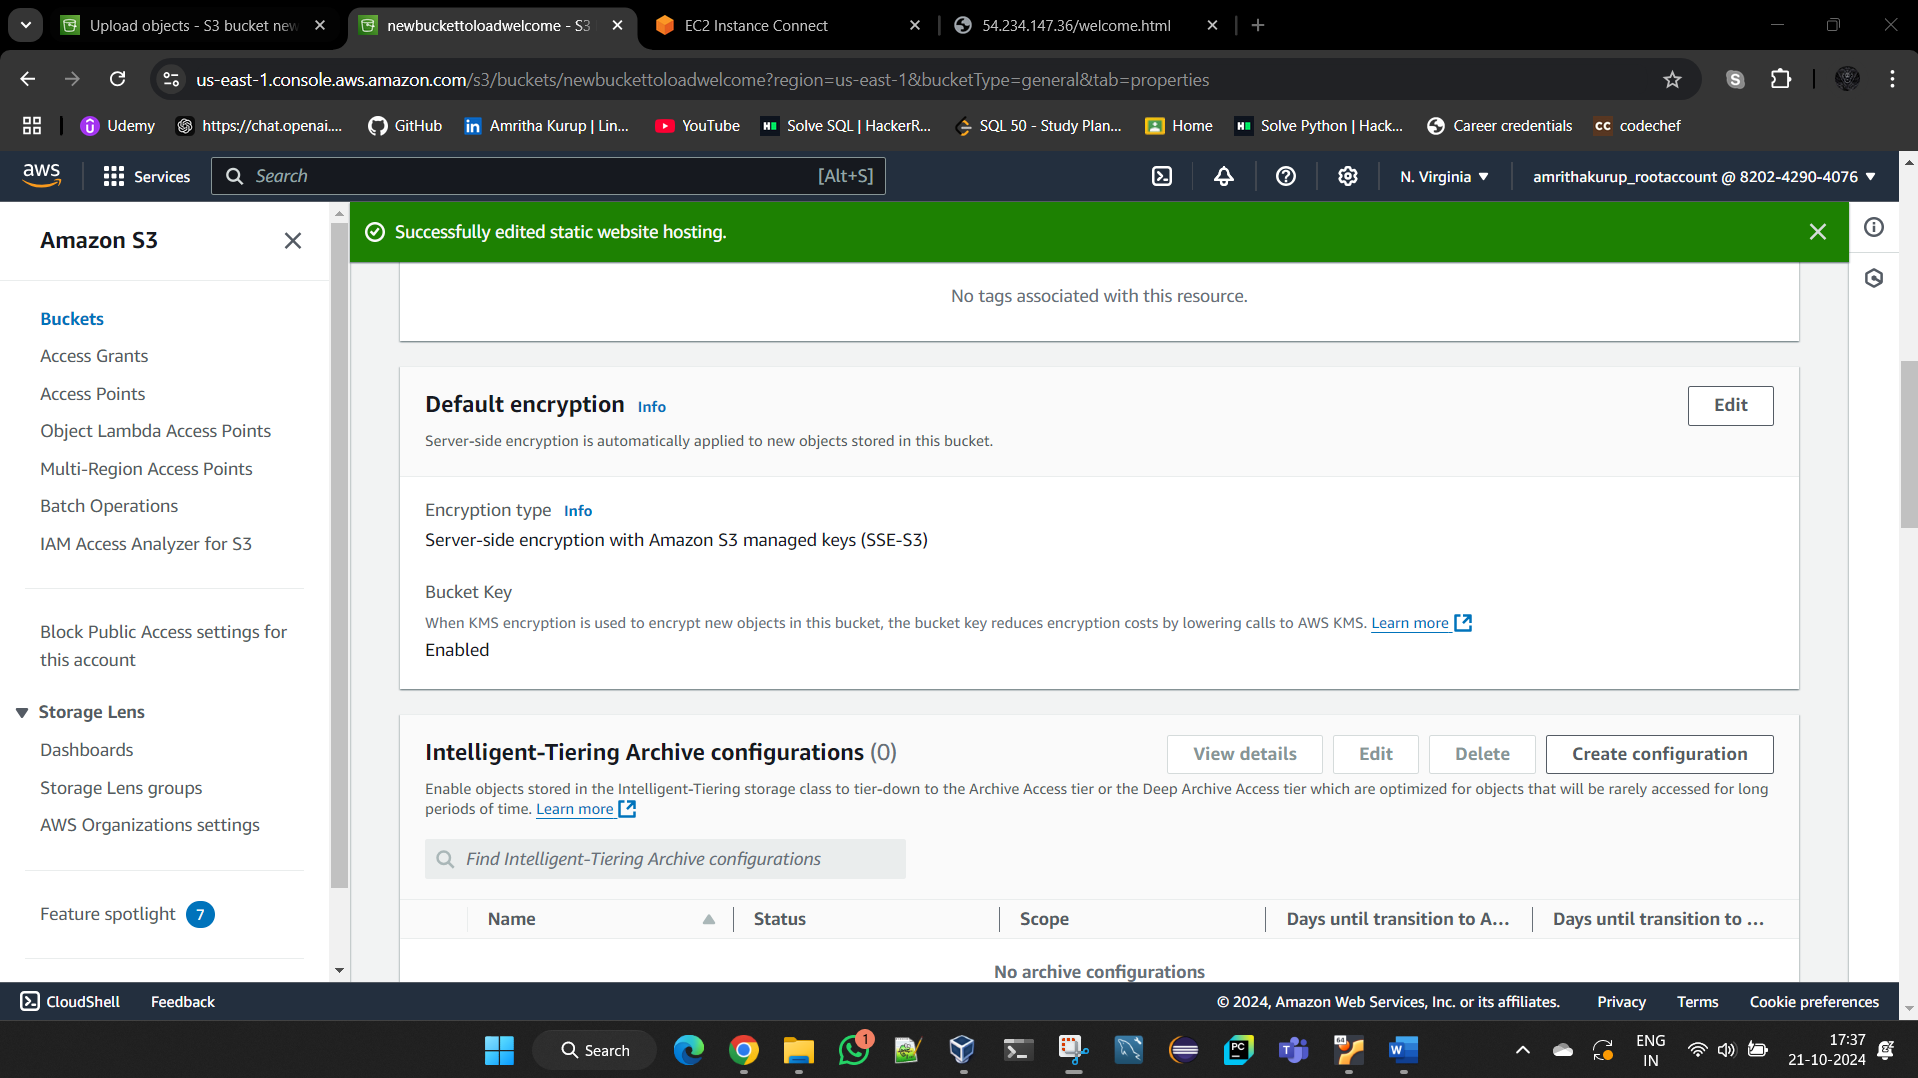 Upload objects - S3 bucket new
newbuckettoloadwelcome - S3
EC2 Instance Connect
54.234.147.36/welcome.html
us-east-1.console.aws.amazon.com/s3/buckets/newbuckettoloadwelcome?region=us-east-1&bucketType=general&tab=properties
Udemy
https://chat.openai....
GitHub
Amritha Kurup | Lin...
YouTube
Solve SQL | HackerR...
SQL 50 - Study Plan...
Home
Solve Python | Hack...
Career credentials
codechef
aws
Services
Search
[Alt+S]
N. Virginia
amrithakurup_rootaccount @ 8202-4290-4076
Amazon S3
Buckets
Access Grants
Access Points
Object Lambda Access Points
Multi-Region Access Points
Batch Operations
IAM Access Analyzer for S3
Block Public Access settings for
this account
Storage Lens
Dashboards
Storage Lens groups
AWS Organizations settings
Feature spotlight 7
Successfully edited static website hosting.
No tags associated with this resource.
Default encryption Info
Edit
Server-side encryption is automatically applied to new objects stored in this bucket.
Encryption type Info
Server-side encryption with Amazon S3 managed keys (SSE-S3)
Bucket Key
When KMS encryption is used to encrypt new objects in this bucket, the bucket key reduces encryption costs by lowering calls to AWS KMS. Learn more
Enabled
Intelligent-Tiering Archive configurations (0)
View details
Edit
Delete
Create configuration
Enable objects stored in the Intelligent-Tiering storage class to tier-down to the Archive Access tier or the Deep Archive Access tier which are optimized for objects that will be rarely accessed for long
periods of time. Learn more
Find Intelligent-Tiering Archive configurations
Name
Status
Scope
Days until transition to A...
Days until transition to ...
No archive configurations
CloudShell
Feedback
© 2024, Amazon Web Services, Inc. or its affiliates.
Privacy
Terms
Cookie preferences
Search
1
ENG
IN
17:37
21-10-2024